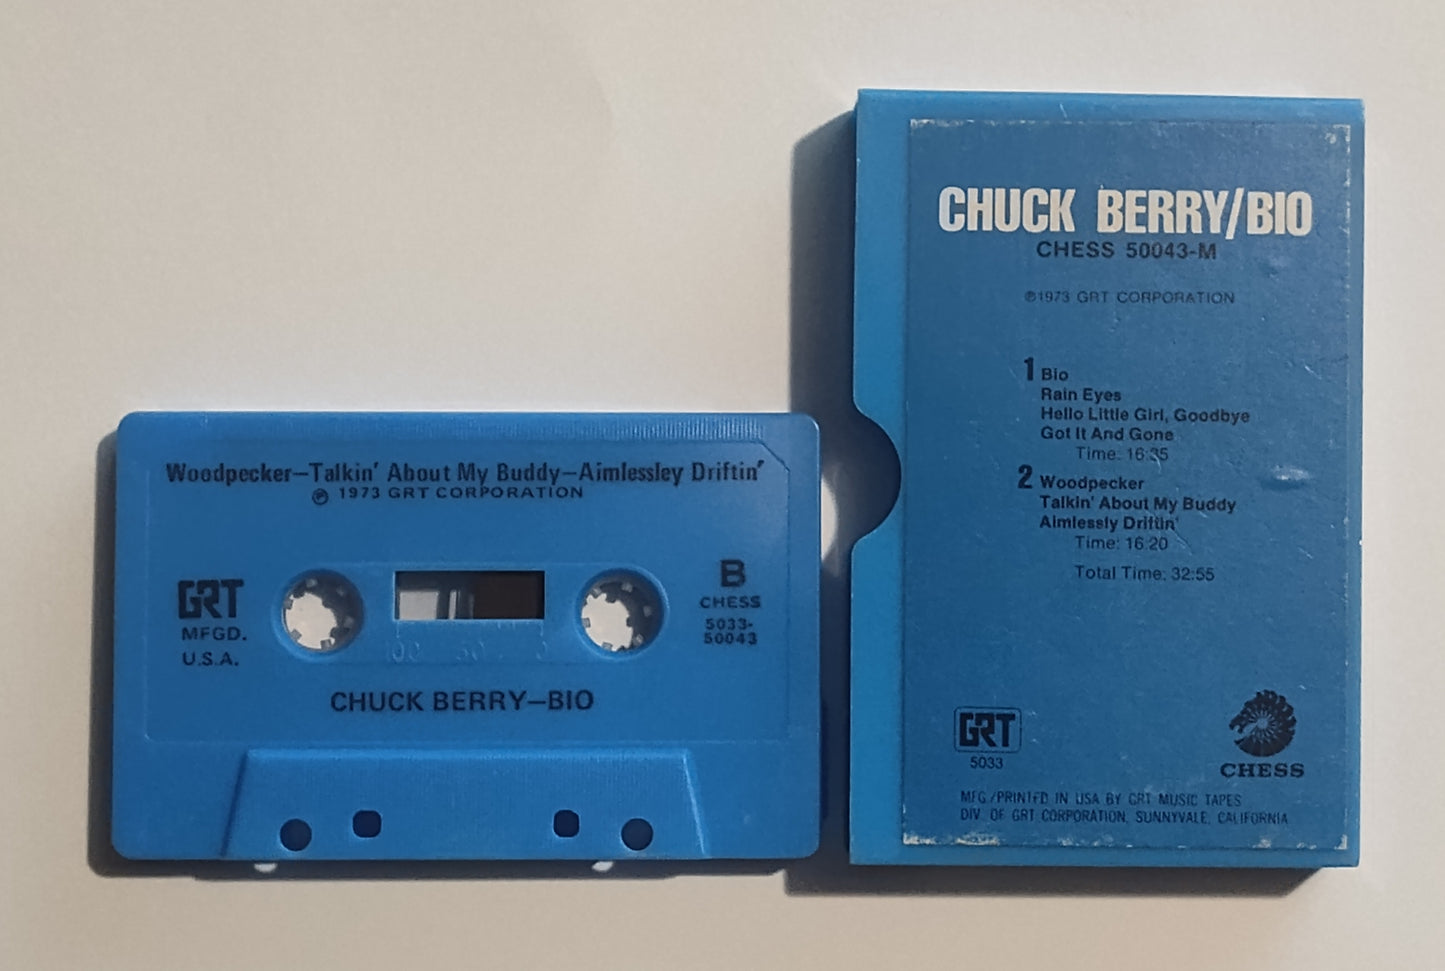 Woodpecker—Talkin' About My Buddy—Aimlessley Driftin'
℗ 1973 GRT CORPORATION
GRT
MFGD.
U.S.A.
B
CHESS
5033-
50043
100 50 0
CHUCK BERRY—BIO
CHUCK BERRY/BIO
CHESS 50043-M
℗1973 GRT CORPORATION
1 Bio
Rain Eyes
Hello Little Girl, Goodbye
Got It And Gone
Time: 16:35
2 Woodpecker
Talkin' About My Buddy
Aimlessly Driftin'
Time: 16:20
Total Time: 32:55
GRT
5033
CHESS
MFG./PRINTED IN USA BY GRT MUSIC TAPES
DIV. OF GRT CORPORATION, SUNNYVALE, CALIFORNIA